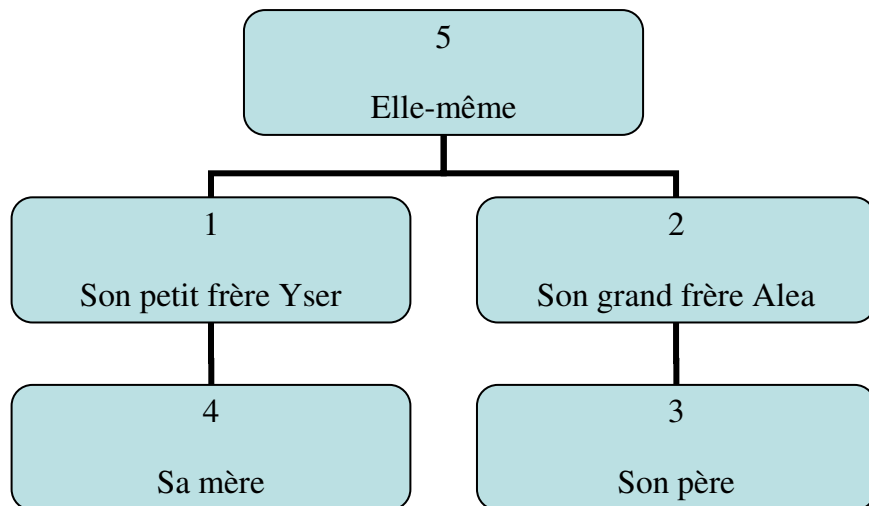 5
Elle-même
1
Son petit frère Yser
2
Son grand frère Alea
4
Sa mère
3
Son père